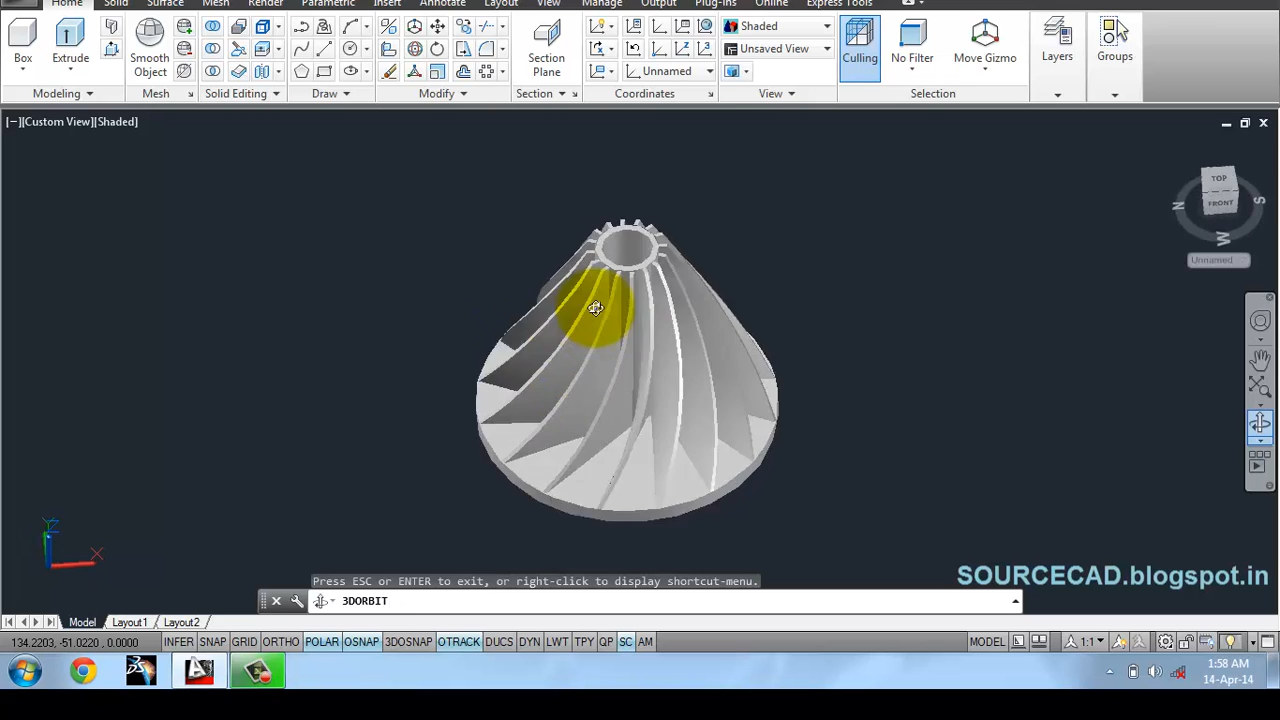 Home Solid Surface Mesh Render Parametric Insert Annotate Layout View Manage Output Plug-ins Online Express Tools
Box Extrude Smooth Object Section Plane Shaded Unsaved View Unnamed Culling No Filter Move Gizmo Layers Groups
Modeling Mesh Solid Editing Draw Modify Section Coordinates View Selection
[−][Custom View][Shaded]
TOP
FRONT
N S
W
Unnamed
Z
X
Press ESC or ENTER to exit, or right-click to display shortcut-menu.
SOURCECAD.blogspot.in
3DORBIT
Model Layout1 Layout2
134.2203, -51.0220, 0.0000 INFER SNAP GRID ORTHO POLAR OSNAP 3DOSNAP OTRACK DUCS DYN LWT TPY QP SC AM MODEL 1:1
1:58 AM
14-Apr-14